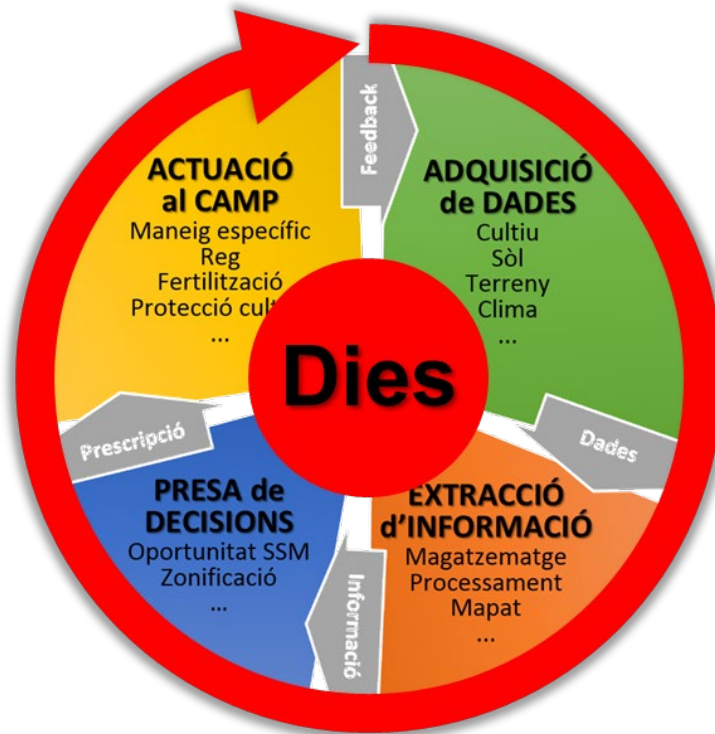 Feedback
ADQUISICIÓ
de DADES
Cultiu
Sòl
Terreny
Clima
...
Dades
EXTRACCIÓ
d'INFORMACIÓ
Magatzematge
Processament
Mapat
...
Informació
PRESA de
DECISIONS
Oportunitat SSM
Zonificació
...
Prescripció
ACTUACIÓ
al CAMP
Maneig específic
Reg
Fertilització
Protecció
...
Dies